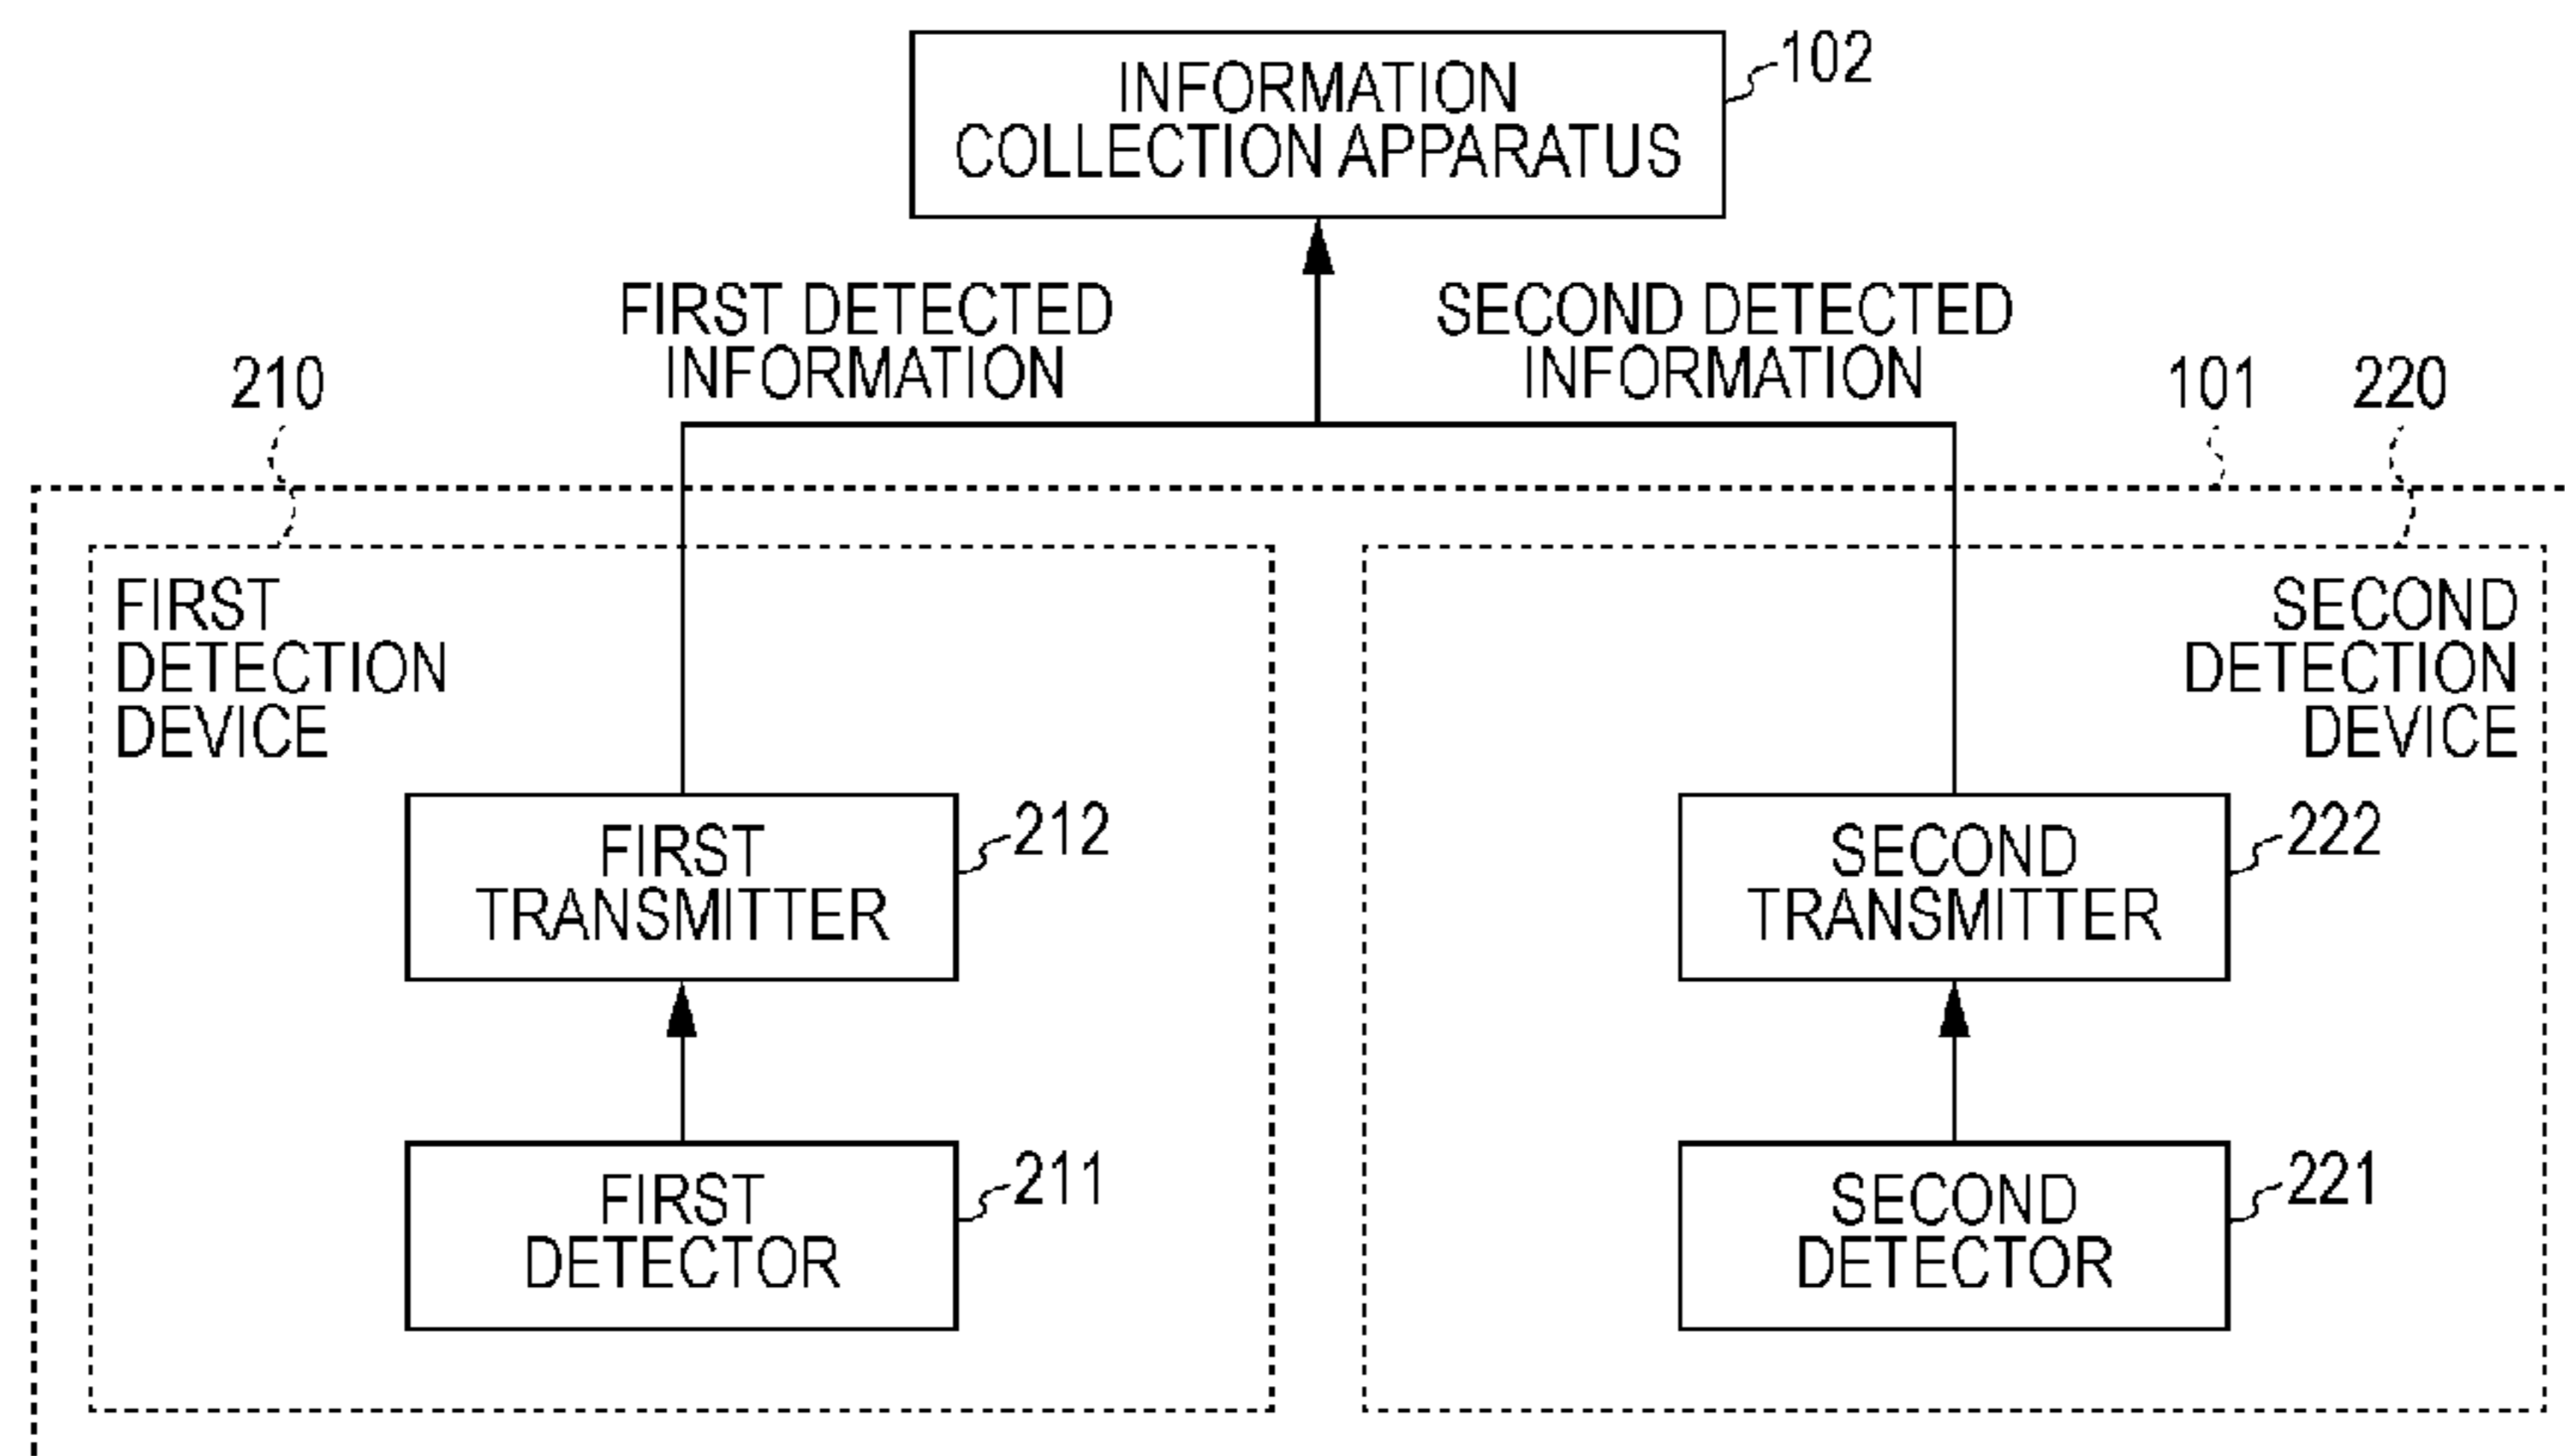 INFORMATION
COLLECTION APPARATUS
102
FIRST DETECTED
INFORMATION
SECOND DETECTED
INFORMATION
210
101
220
FIRST
DETECTION
DEVICE
SECOND
DETECTION
DEVICE
FIRST
TRANSMITTER
212
SECOND
TRANSMITTER
222
FIRST
DETECTOR
211
SECOND
DETECTOR
221